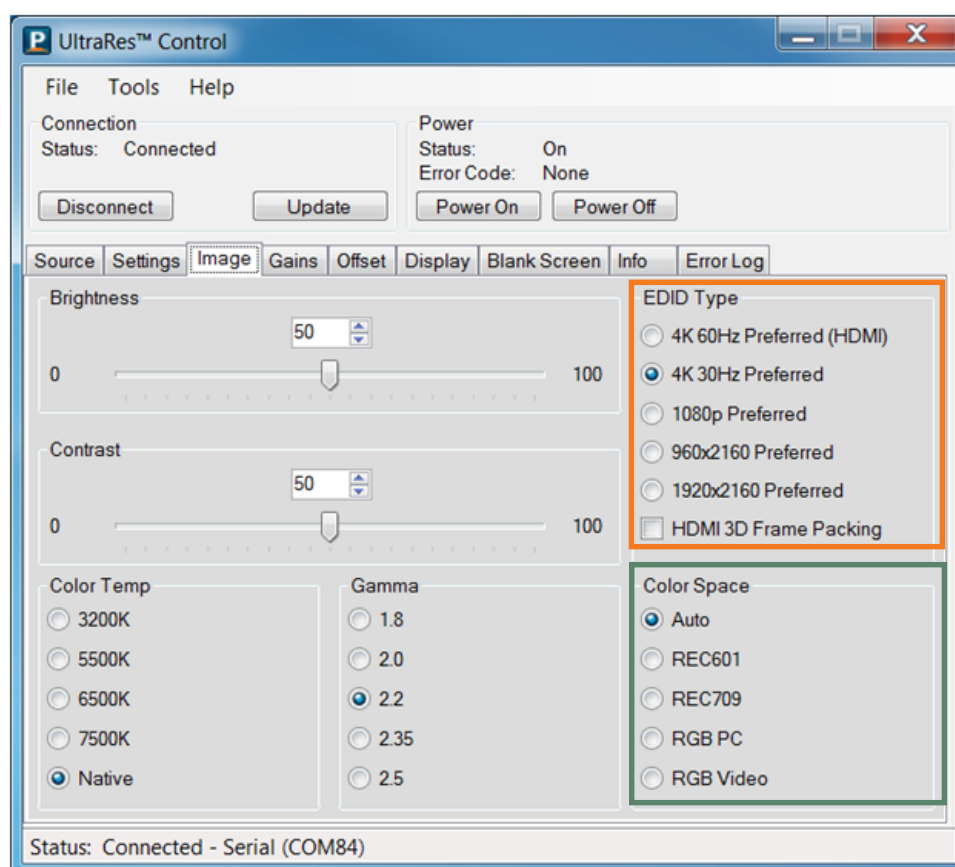 P UltraRes™ Control
File Tools Help
Connection
Status: Connected
Disconnect Update
Power
Status: On
Error Code: None
Power On Power Off
Source Settings Image Gains Offset Display Blank Screen Info Error Log
Brightness
50
0 100
Contrast
50
0 100
EDID Type
4K 60Hz Preferred (HDMI)
4K 30Hz Preferred
1080p Preferred
960x2160 Preferred
1920x2160 Preferred
HDMI 3D Frame Packing
Color Temp
3200K
5500K
6500K
7500K
Native
Gamma
1.8
2.0
2.2
2.35
2.5
Color Space
Auto
REC601
REC709
RGB PC
RGB Video
Status: Connected - Serial (COM84)